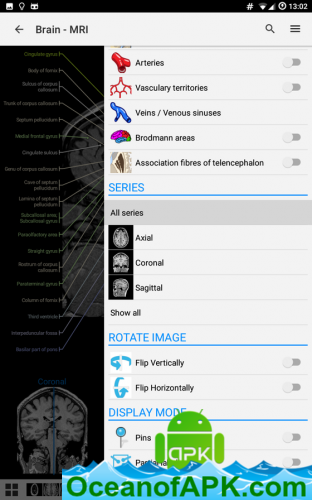 13:02
Brain - MRI
Cingulate gyrus
Body of fornix
Sulcus of corpus
callosum
Trunk of corpus callosum
Septum pellucidum
Medial frontal gyrus
Cingulate sulcus
Genu of corpus callosum
Cave of septum
pellucidum
Lamina of septum
pellucidum
Subcallosal area;
Subcallosal gyrus
Paraolfactory area
Straight gyrus
Rostrum of corpus
callosum
Paraterminal gyrus
Column of fornix
Third ventricle
Interpeduncular fossa
Basilar part of pons
Coronal
Arteries
Vasculary territories
Veins / Venous sinuses
Brodmann areas
Association fibres of telencephalon
SERIES
All series
Axial
Coronal
Sagittal
Show all
ROTATE IMAGE
Flip Vertically
Flip Horizontally
DISPLAY MODE
Pins
APK
OceanofAPK.com